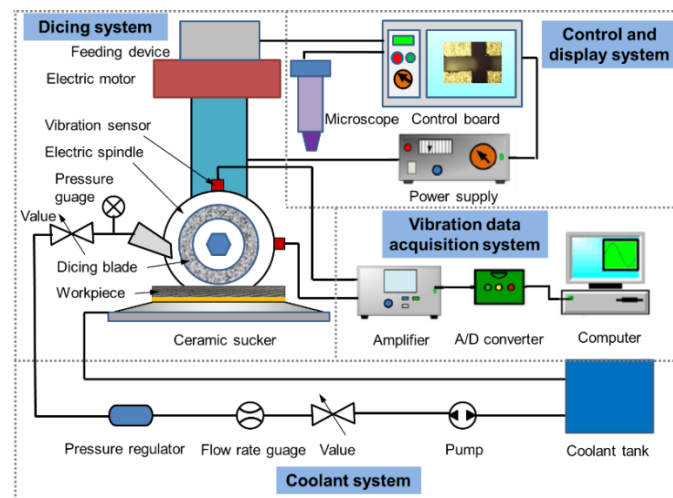 Dicing system
Feeding device
Electric motor
Vibration sensor
Electric spindle
Pressure
guage
Value
Dicing blade
Workpiece
Ceramic sucker
Control and
display system
Microscope
Control board
Power supply
Vibration data
acquisition system
Amplifier
A/D converter
Computer
Pressure regulator
Flow rate guage
Value
Pump
Coolant tank
Coolant system